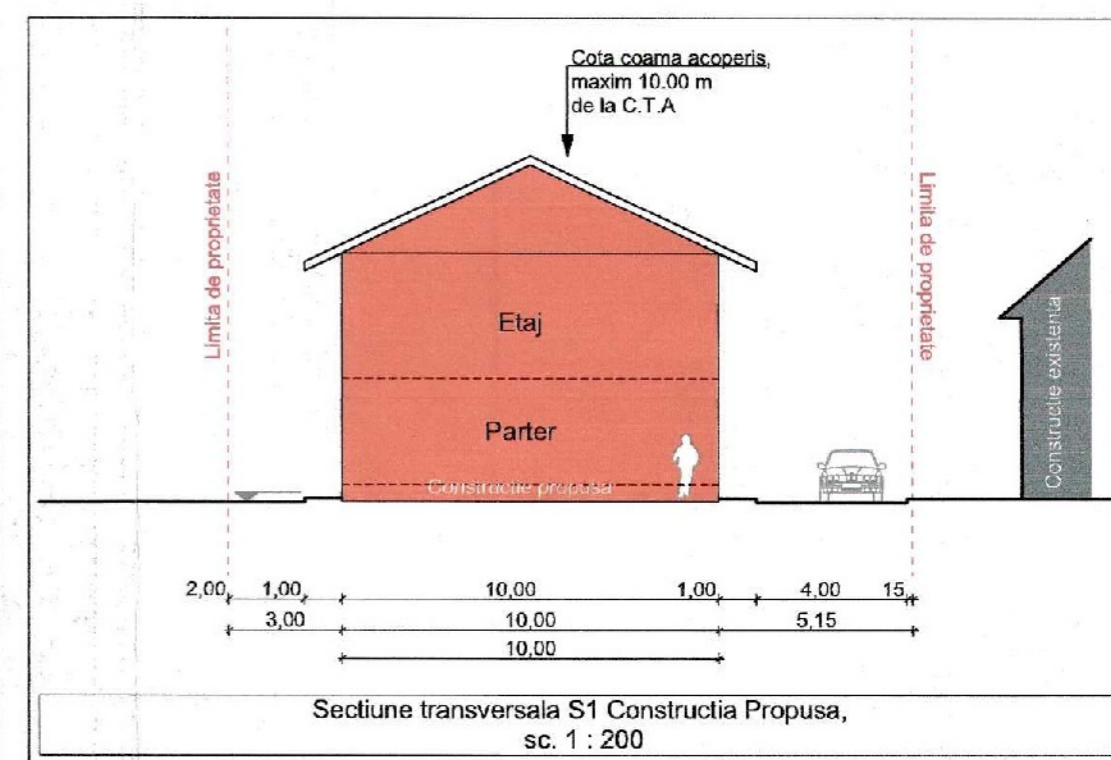 Cota coama acoperis,
maxim 10.00 m
de la C.T.A
Limita de proprietate
Limita de proprietate
Etaj
Parter
Constructie propusa
Constructie existenta
2,00 1,00 10,00 1,00 4,00 15
3,00 10,00 5,15
10,00
Sectiune transversala S1 Constructia Propusa,
sc. 1 : 200